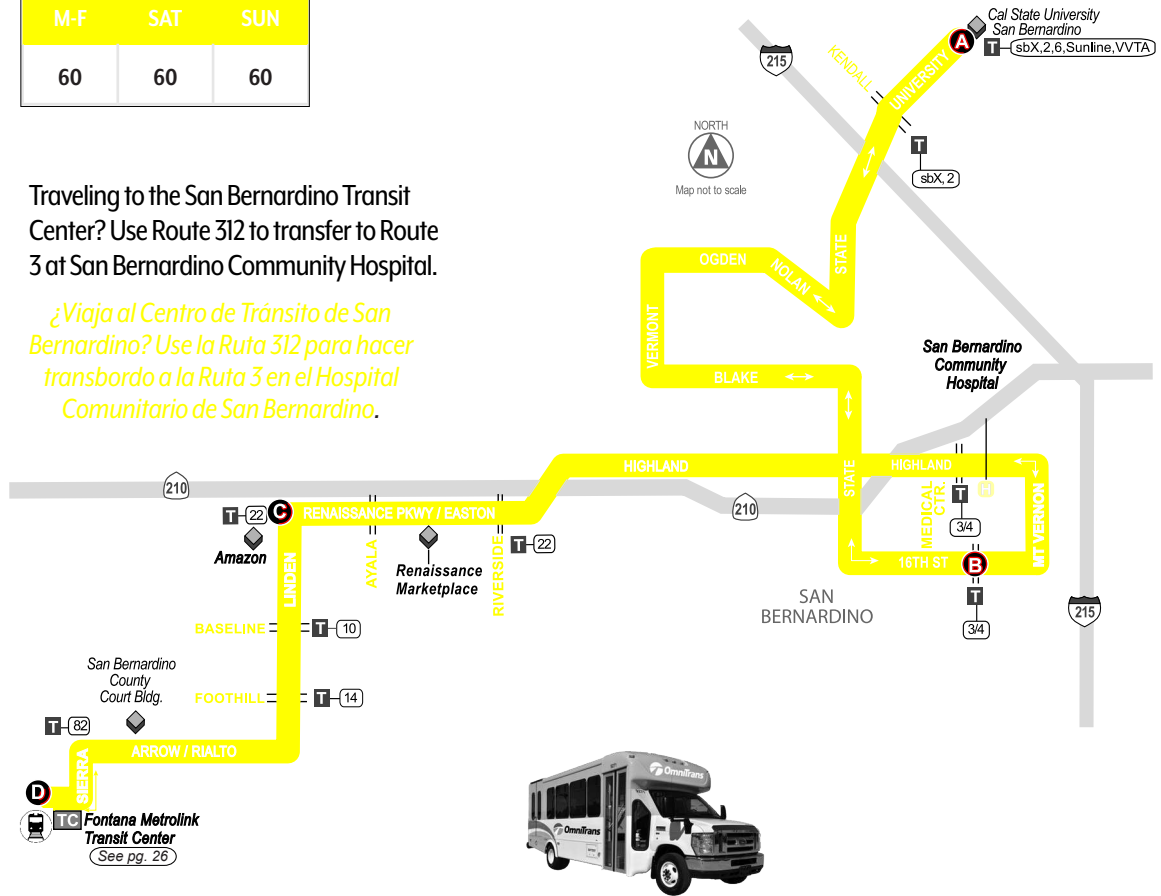 M-F SAT SUN
60 60 60
Traveling to the San Bernardino Transit
Center? Use Route 312 to transfer to Route
3 at San Bernardino Community Hospital.
¿Viaja al Centro de Tránsito de San
Bernardino? Use la Ruta 312 para hacer
transbordo a la Ruta 3 en el Hospital
Comunitario de San Bernardino.
Cal State University
San Bernardino
A
T sbX,2,6,Sunline,VVTA
215
KENDALL
UNIVERSITY
NORTH
N
Map not to scale
T
sbX, 2
STATE
OGDEN
NOLAN
VERMONT
BLAKE
San Bernardino
Community
Hospital
HIGHLAND
HIGHLAND
STATE
210
210
MEDICAL
CTR.
T
3/4
H
MT VERNON
16TH ST
B
T
3/4
SAN
BERNARDINO
215
T 22
C
RENAISSANCE PKWY / EASTON
Amazon
LINDEN
AYALA
Renaissance
Marketplace
RIVERSIDE
T 22
BASELINE
T 10
San Bernardino
County
Court Bldg.
FOOTHILL
T 14
T 82
ARROW / RIALTO
SIERRA
D
TC Fontana Metrolink
Transit Center
See pg. 26
OmniTrans
OmniTrans